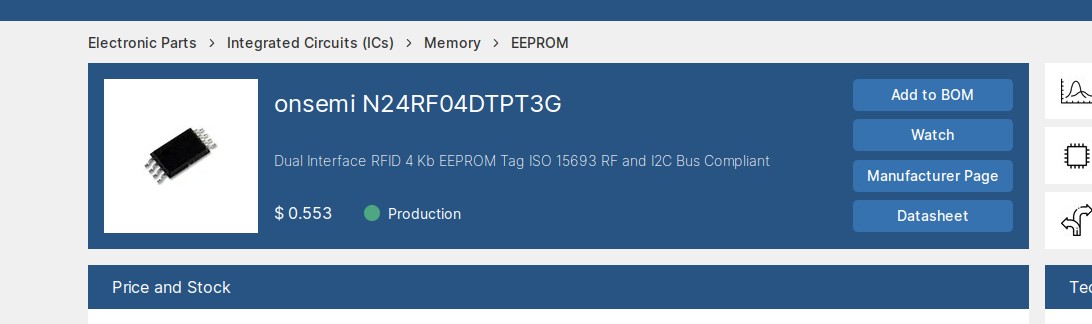 Electronic Parts > Integrated Circuits (ICs) > Memory > EEPROM
onsemi N24RF04DTPT3G
Dual Interface RFID 4 Kb EEPROM Tag ISO 15693 RF and I2C Bus Compliant
$ 0.553 Production
Add to BOM
Watch
Manufacturer Page
Datasheet
Price and Stock